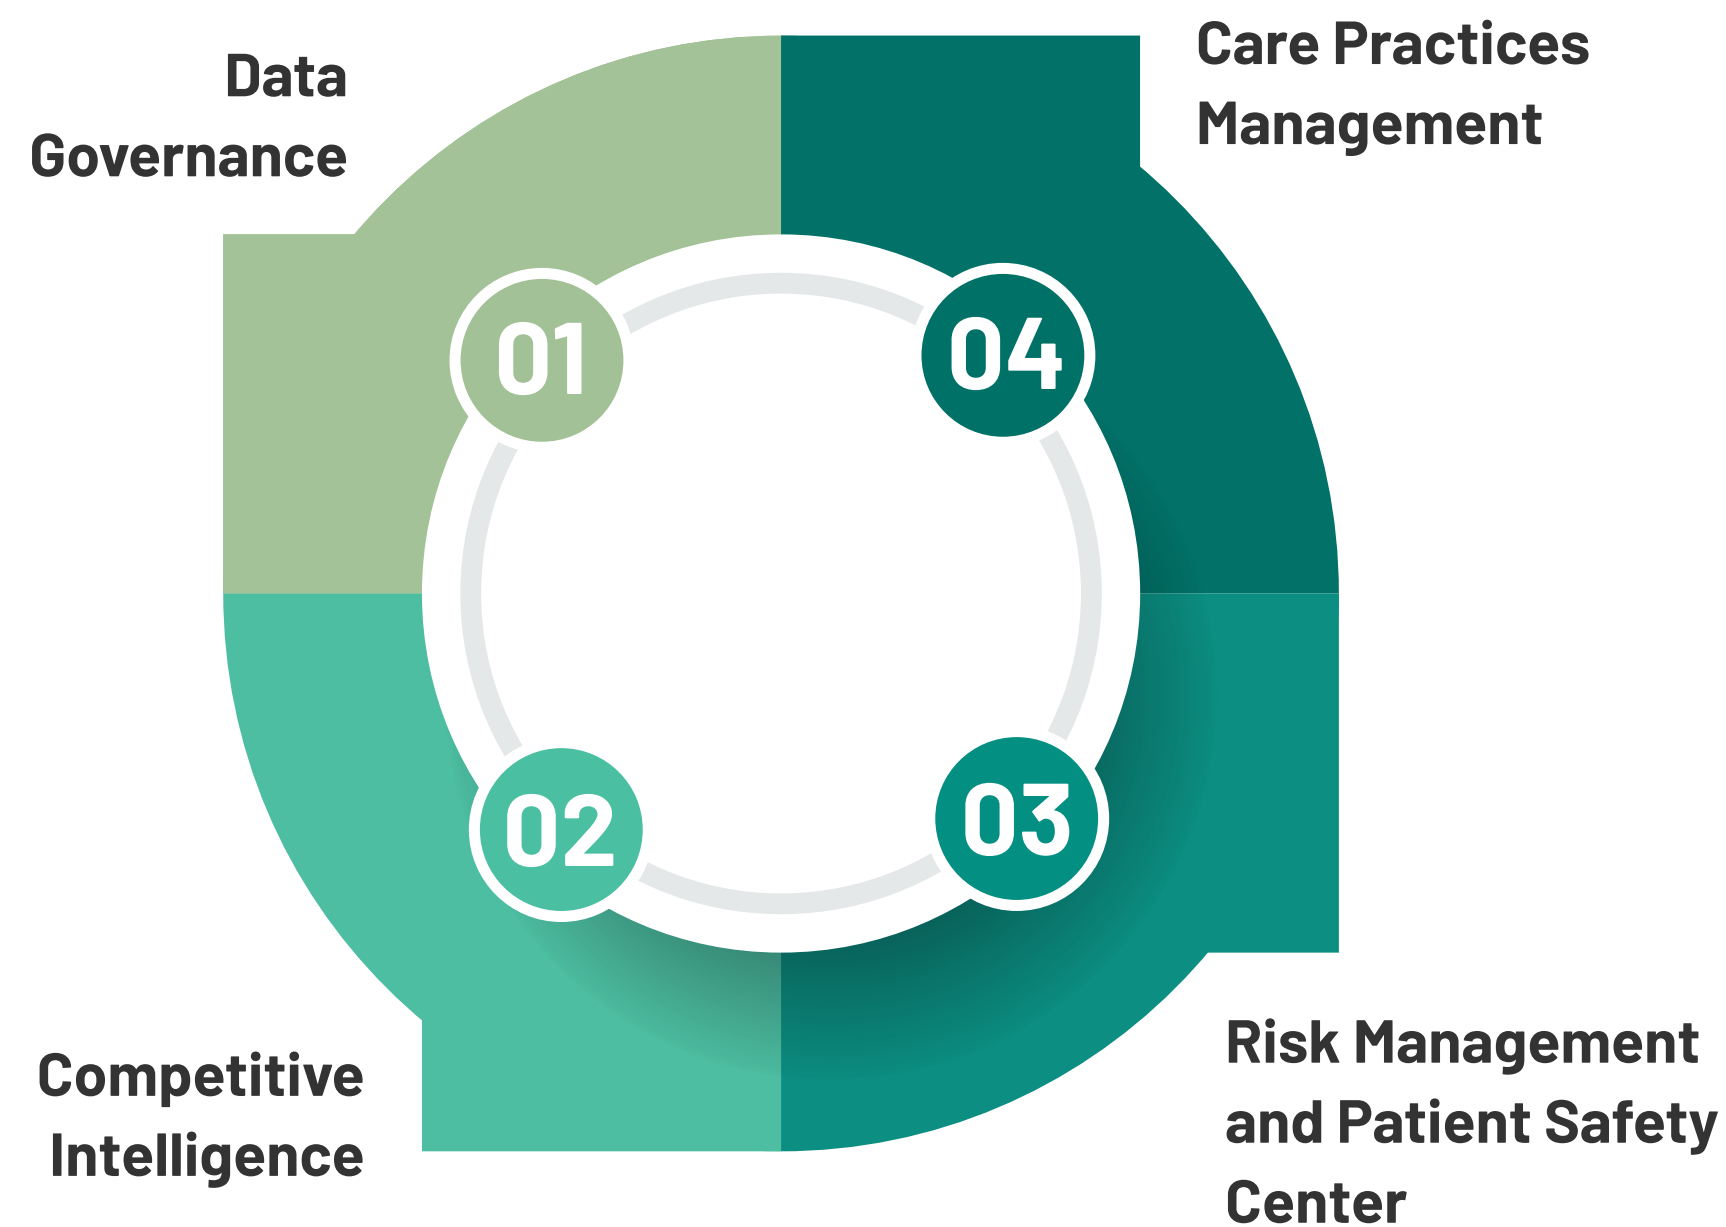 Data
Governance
01
Care Practices
Management
04
02
Competitive
Intelligence
03
Risk Management
and Patient Safety
Center